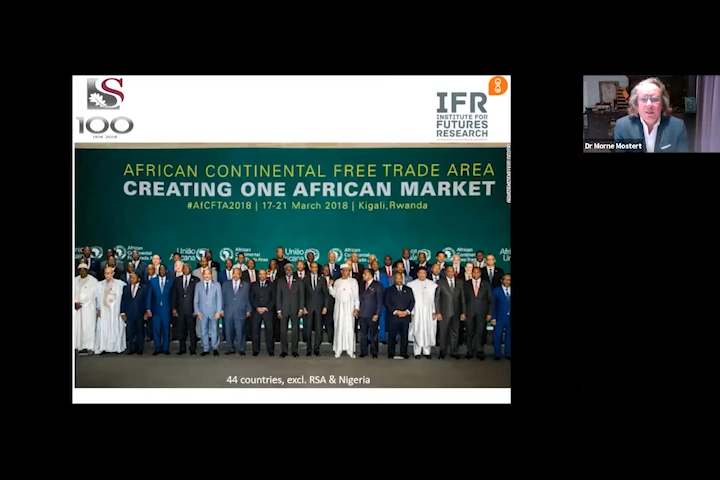 S
100
1918 2018
IFR
INSTITUTE FOR
FUTURES
RESEARCH
AFRICAN CONTINENTAL FREE TRADE AREA
CREATING ONE AFRICAN MARKET
#AfCFTA2018 | 17-21 March 2018 | Kigali, Rwanda
44 countries, excl. RSA & Nigeria
Dr Morne Mostert